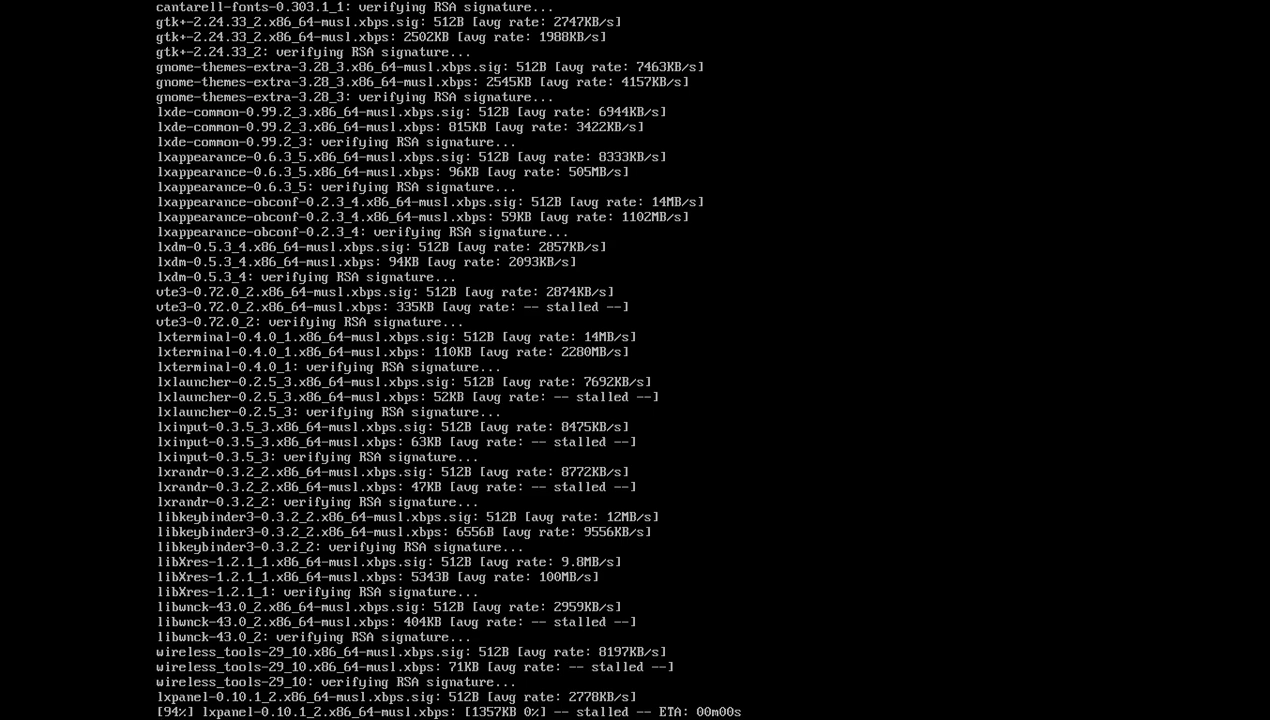 cantarell-fonts-0.303.1_1: verifying RSA signature...
gtk+-2.24.33_2.x86_64-musl.xbps.sig: 512B [avg rate: 2747KB/s]
gtk+-2.24.33_2.x86_64-musl.xbps: 2502KB [avg rate: 1988KB/s]
gtk+-2.24.33_2: verifying RSA signature...
gnome-themes-extra-3.28_3.x86_64-musl.xbps.sig: 512B [avg rate: 7463KB/s]
gnome-themes-extra-3.28_3.x86_64-musl.xbps: 2545KB [avg rate: 4157KB/s]
gnome-themes-extra-3.28_3: verifying RSA signature...
lxde-common-0.99.2_3.x86_64-musl.xbps.sig: 512B [avg rate: 6944KB/s]
lxde-common-0.99.2_3.x86_64-musl.xbps: 815KB [avg rate: 3422KB/s]
lxde-common-0.99.2_3: verifying RSA signature...
lxappearance-0.6.3_5.x86_64-musl.xbps.sig: 512B [avg rate: 8333KB/s]
lxappearance-0.6.3_5.x86_64-musl.xbps: 96KB [avg rate: 505MB/s]
lxappearance-0.6.3_5: verifying RSA signature...
lxappearance-obconf-0.2.3_4.x86_64-musl.xbps.sig: 512B [avg rate: 14MB/s]
lxappearance-obconf-0.2.3_4.x86_64-musl.xbps: 59KB [avg rate: 1102MB/s]
lxappearance-obconf-0.2.3_4: verifying RSA signature...
lxdm-0.5.3_4.x86_64-musl.xbps.sig: 512B [avg rate: 2857KB/s]
lxdm-0.5.3_4.x86_64-musl.xbps: 94KB [avg rate: 2093KB/s]
lxdm-0.5.3_4: verifying RSA signature...
vte3-0.72.0_2.x86_64-musl.xbps.sig: 512B [avg rate: 2874KB/s]
vte3-0.72.0_2.x86_64-musl.xbps: 335KB [avg rate: -- stalled --]
vte3-0.72.0_2: verifying RSA signature...
lxterminal-0.4.0_1.x86_64-musl.xbps.sig: 512B [avg rate: 14MB/s]
lxterminal-0.4.0_1.x86_64-musl.xbps: 110KB [avg rate: 2280MB/s]
lxterminal-0.4.0_1: verifying RSA signature...
lxlauncher-0.2.5_3.x86_64-musl.xbps.sig: 512B [avg rate: 7692KB/s]
lxlauncher-0.2.5_3.x86_64-musl.xbps: 52KB [avg rate: -- stalled --]
lxlauncher-0.2.5_3: verifying RSA signature...
lxinput-0.3.5_3.x86_64-musl.xbps.sig: 512B [avg rate: 8475KB/s]
lxinput-0.3.5_3.x86_64-musl.xbps: 63KB [avg rate: -- stalled --]
lxinput-0.3.5_3: verifying RSA signature...
lxrandr-0.3.2_2.x86_64-musl.xbps.sig: 512B [avg rate: 8772KB/s]
lxrandr-0.3.2_2.x86_64-musl.xbps: 47KB [avg rate: -- stalled --]
lxrandr-0.3.2_2: verifying RSA signature...
libkeybinder3-0.3.2_2.x86_64-musl.xbps.sig: 512B [avg rate: 12MB/s]
libkeybinder3-0.3.2_2.x86_64-musl.xbps: 6556B [avg rate: 9556KB/s]
libkeybinder3-0.3.2_2: verifying RSA signature...
libXres-1.2.1_1.x86_64-musl.xbps.sig: 512B [avg rate: 9.8MB/s]
libXres-1.2.1_1.x86_64-musl.xbps: 5343B [avg rate: 100MB/s]
libXres-1.2.1_1: verifying RSA signature...
libwnck-43.0_2.x86_64-musl.xbps.sig: 512B [avg rate: 2959KB/s]
libwnck-43.0_2.x86_64-musl.xbps: 404KB [avg rate: -- stalled --]
libwnck-43.0_2: verifying RSA signature...
wireless_tools-29_10.x86_64-musl.xbps.sig: 512B [avg rate: 8197KB/s]
wireless_tools-29_10.x86_64-musl.xbps: 71KB [avg rate: -- stalled --]
wireless_tools-29_10: verifying RSA signature...
lxpanel-0.10.1_2.x86_64-musl.xbps.sig: 512B [avg rate: 2778KB/s]
[94%] lxpanel-0.10.1_2.x86_64-musl.xbps: [1357KB 0%] -- stalled -- ETA: 00m00s